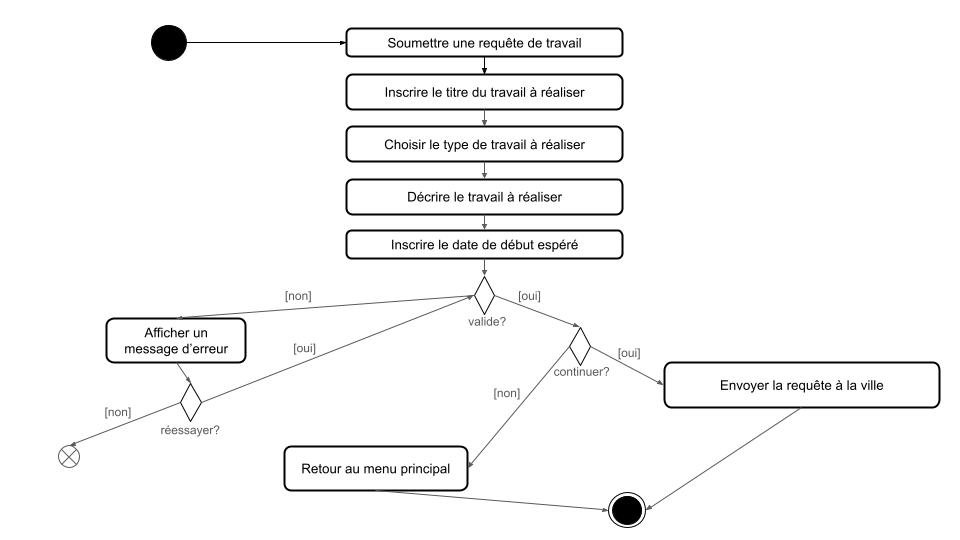 Soumettre une requête de travail
Inscrire le titre du travail à réaliser
Choisir le type de travail à réaliser
Décrire le travail à réaliser
Inscrire le date de début espéré
[non]
[oui]
valide?
Afficher un
message d'erreur
[oui]
[oui]
continuer?
Envoyer la requête à la ville
[non]
[non]
réessayer?
Retour au menu principal